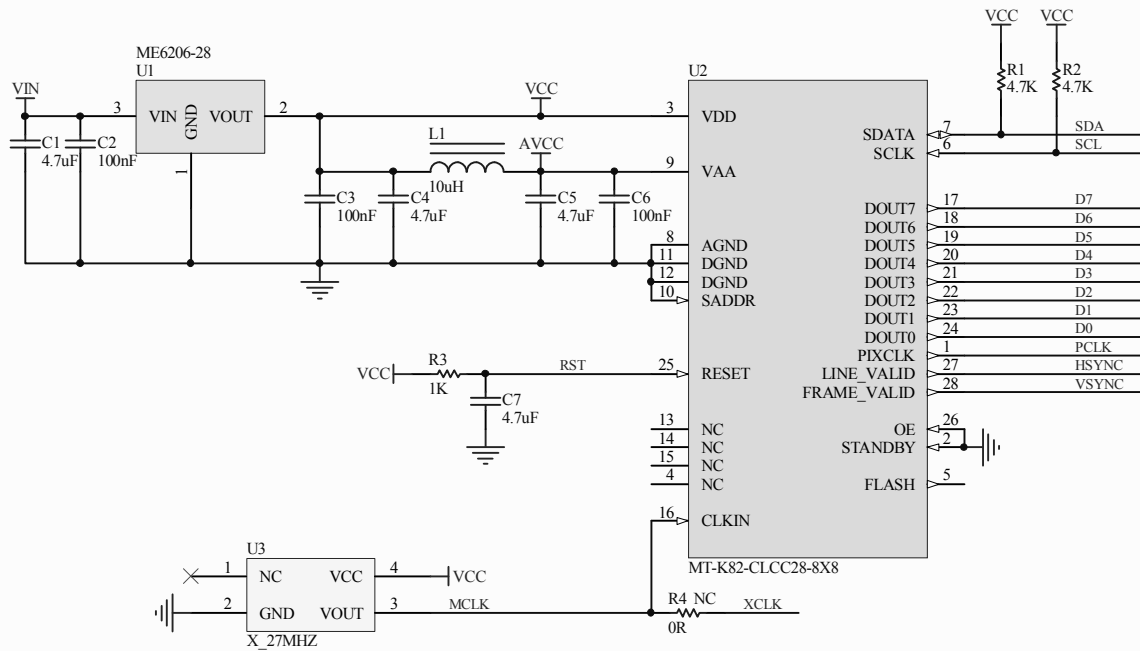 VCC VCC
ME6206-28
U1
VIN
3 VIN GND VOUT 2
1
C1
4.7uF
C2
100nF
VCC
L1
10uH
AVCC
C3
100nF
C4
4.7uF
C5
4.7uF
C6
100nF
R1
4.7K
R2
4.7K
U2
3 VDD
9 VAA
8 AGND
11 DGND
12 DGND
10 SADDR
25 RESET
13 NC
14 NC
15 NC
4 NC
16 CLKIN
SDATA 7 SDA
SCLK 6 SCL
DOUT7 17 D7
DOUT6 18 D6
DOUT5 19 D5
DOUT4 20 D4
DOUT3 21 D3
DOUT2 22 D2
DOUT1 23 D1
DOUT0 24 D0
PIXCLK 1 PCLK
LINE_VALID 27 HSYNC
FRAME_VALID 28 VSYNC
OE 26
STANDBY 2
FLASH 5
MT-K82-CLCC28-8X8
VCC
R3
1K
RST
C7
4.7uF
U3
1 NC VCC 4 VCC
2 GND VOUT 3 MCLK
X_27MHZ
R4 NC
0R
XCLK